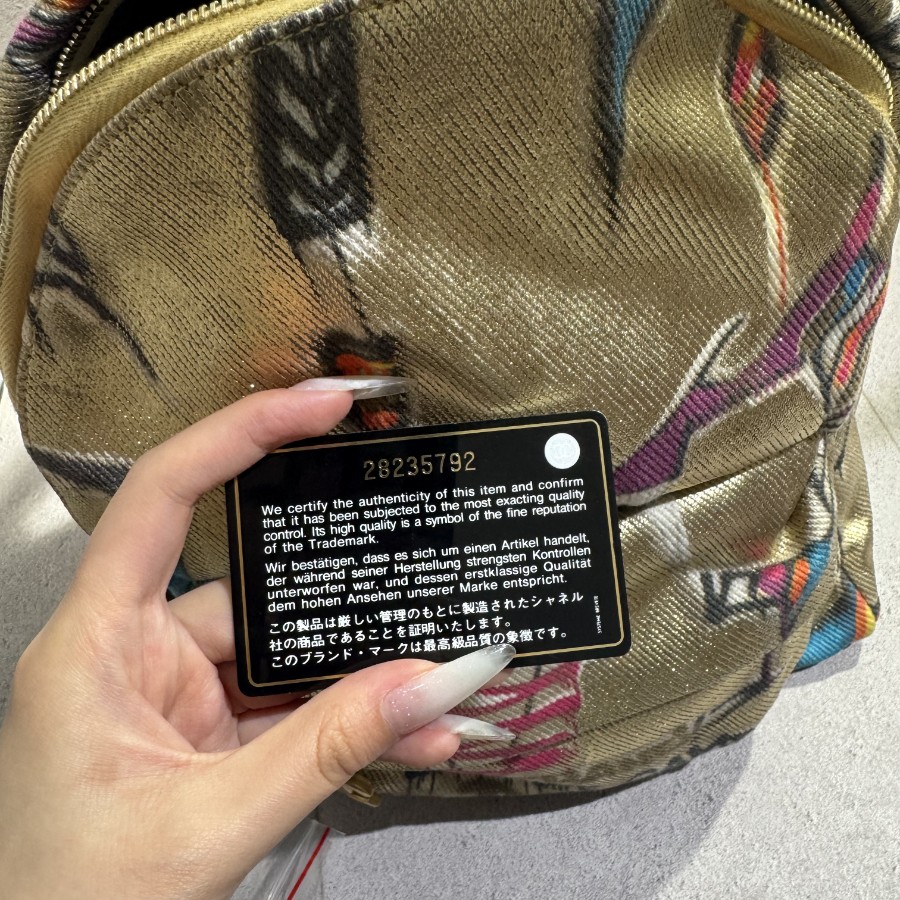 28235792
We certify the authenticity of this item and confirm
that it has been subjected to the most exacting quality
control. Its high quality is a symbol of the fine reputation
of the Trademark.
Wir bestätigen, dass es sich um einen Artikel handelt,
der während seiner Herstellung strengsten Kontrollen
unterworfen war, und dessen erstklassige Qualität
dem hohen Ansehen unserer Marke entspricht.
この製品は厳しい管理のもとに製造されたシャネル
社の商品であることを証明いたします。
このブランド・マークは最高級品質の象徴です。